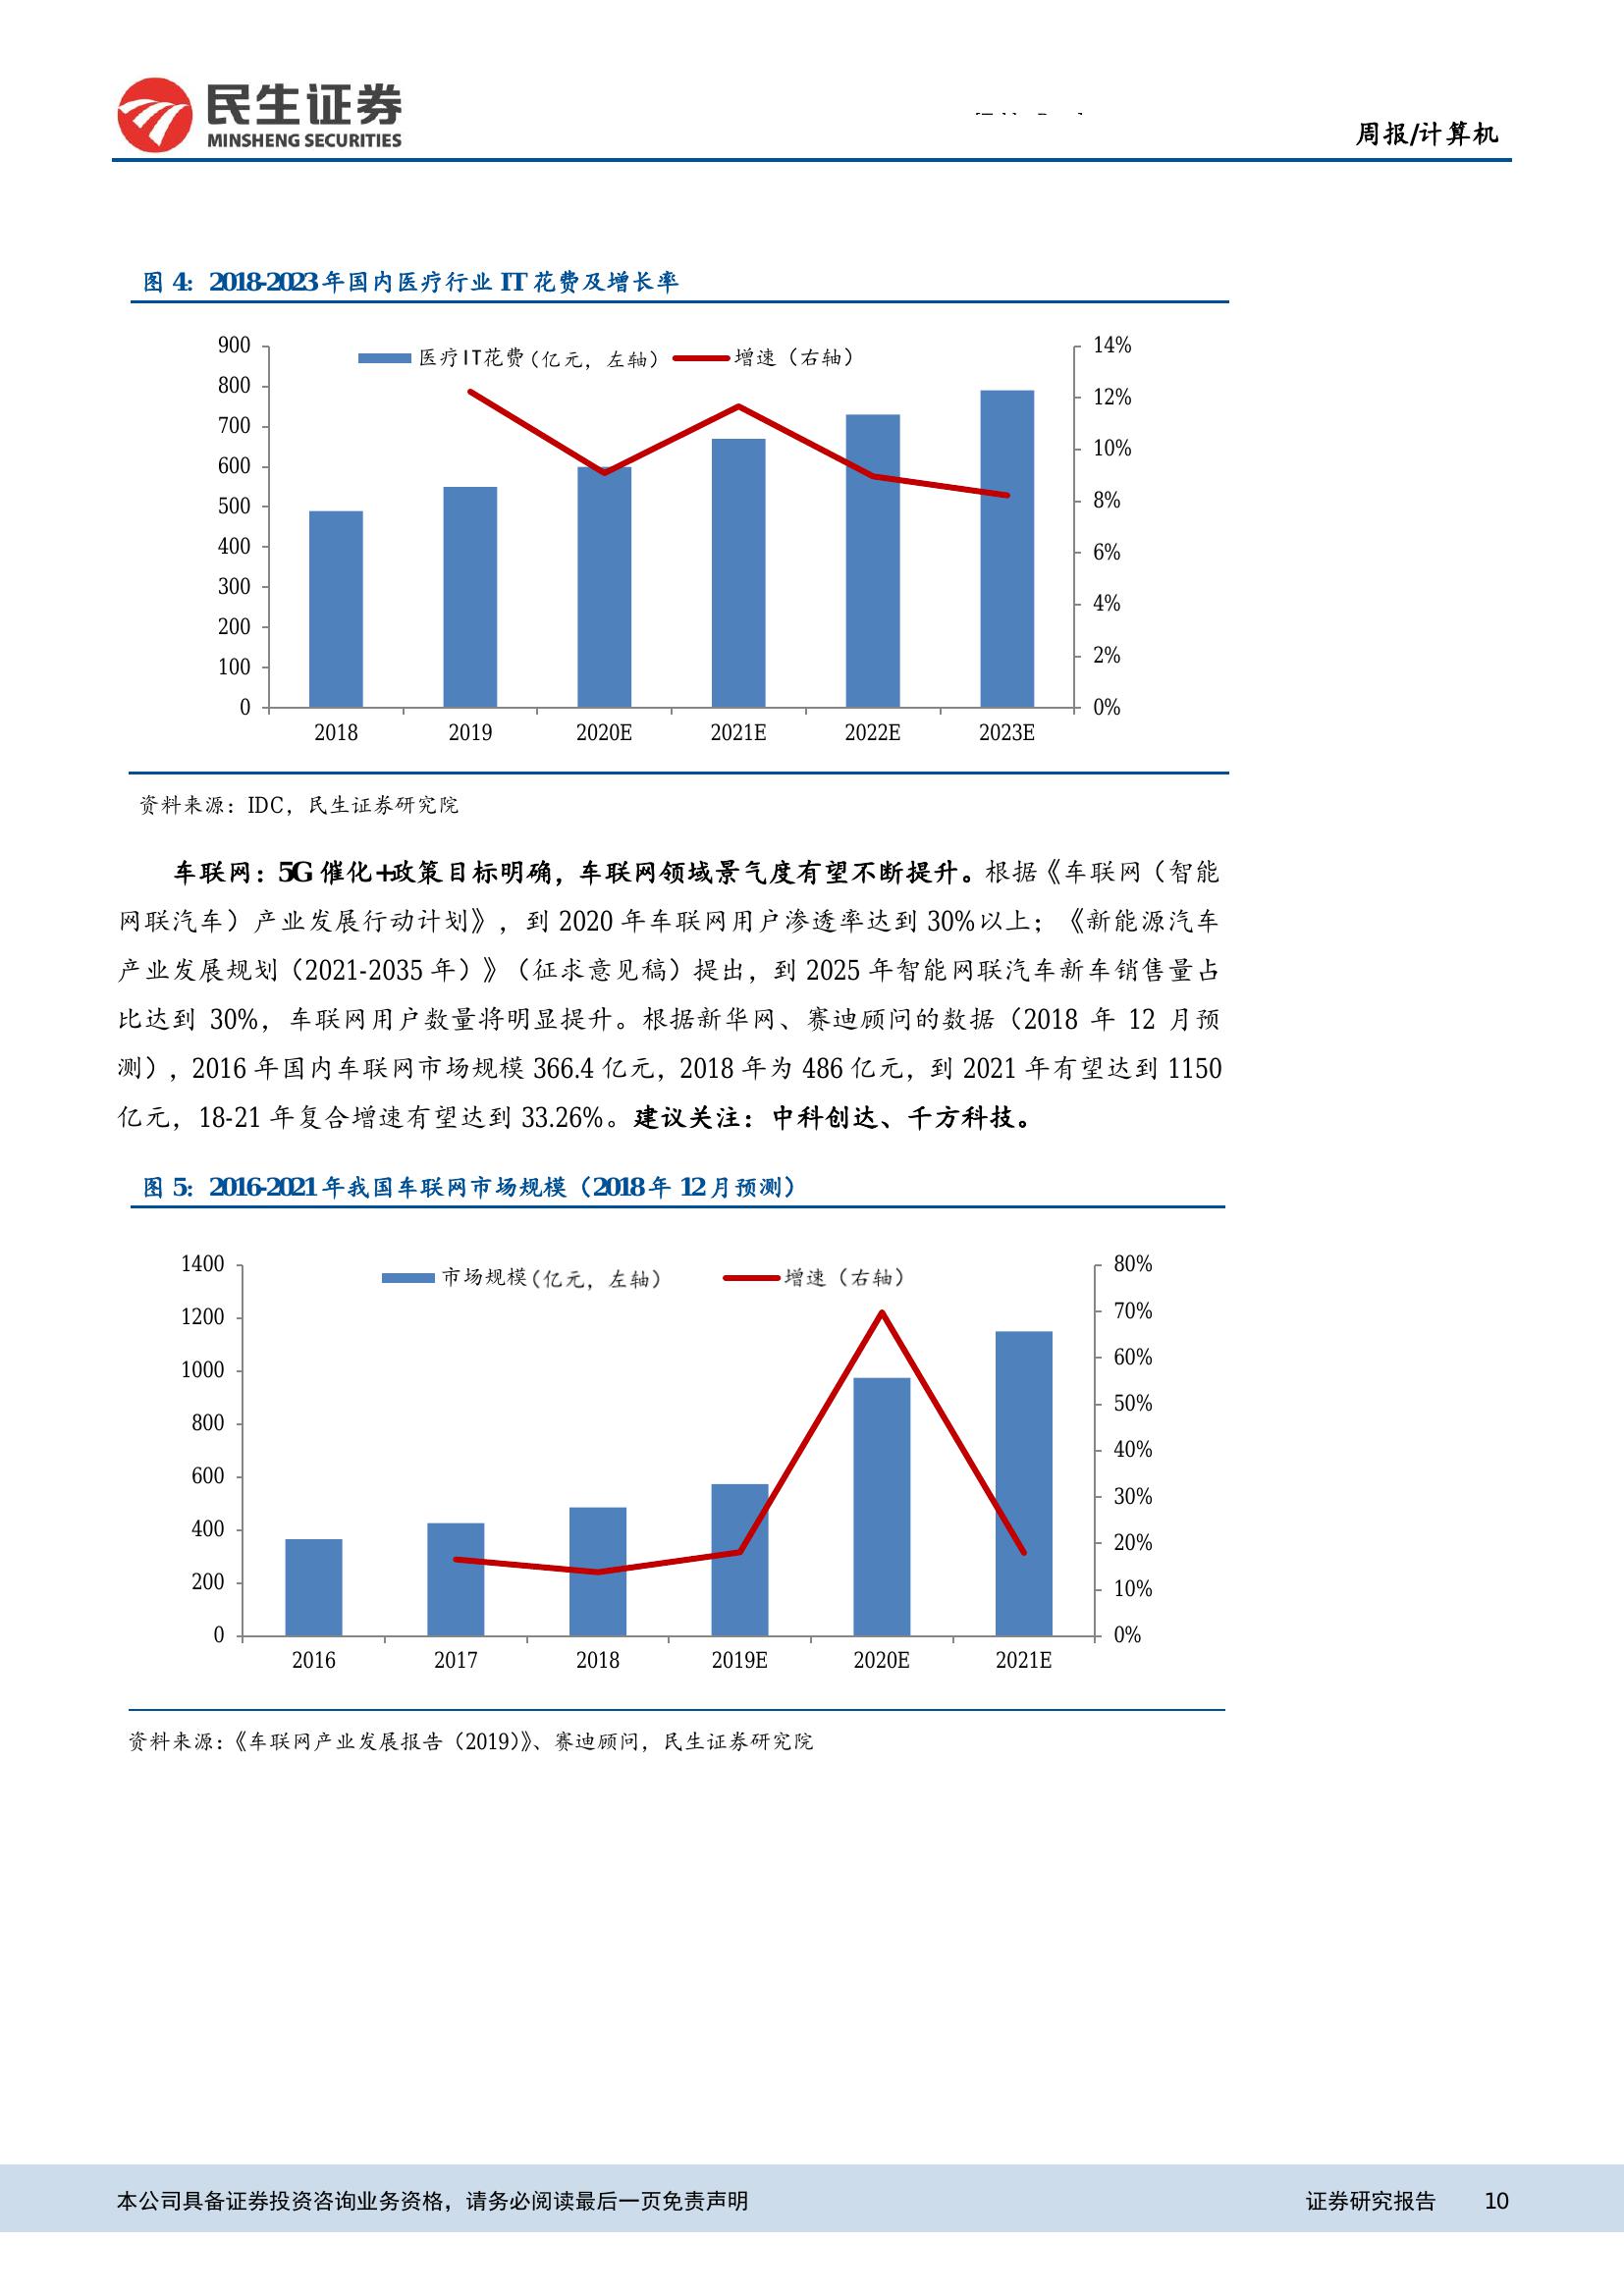 民生证券
MINSHENG SECURITIES
周报/计算机
图 4：2018-2023 年国内医疗行业 IT 花费及增长率
医疗IT花费(亿元，左轴) 增速（右轴）
900
800
700
600
500
400
300
200
100
0
14%
12%
10%
8%
6%
4%
2%
0%
2018 2019 2020E 2021E 2022E 2023E
资料来源：IDC，民生证券研究院
车联网：5G 催化+政策目标明确，车联网领域景气度有望不断提升。根据《车联网（智能
网联汽车）产业发展行动计划》，到 2020 年车联网用户渗透率达到 30%以上；《新能源汽车
产业发展规划（2021-2035 年）》（征求意见稿）提出，到 2025 年智能网联汽车新车销售量占
比达到 30%，车联网用户数量将明显提升。根据新华网、赛迪顾问的数据（2018 年 12 月预
测），2016 年国内车联网市场规模 366.4 亿元，2018 年为 486 亿元，到 2021 年有望达到 1150
亿元，18-21 年复合增速有望达到 33.26%。建议关注：中科创达、千方科技。
图 5：2016-2021 年我国车联网市场规模（2018 年 12 月预测）
市场规模(亿元，左轴) 增速（右轴）
1400
1200
1000
800
600
400
200
0
80%
70%
60%
50%
40%
30%
20%
10%
0%
2016 2017 2018 2019E 2020E 2021E
资料来源：《车联网产业发展报告（2019）》、赛迪顾问，民生证券研究院
本公司具备证券投资咨询业务资格，请务必阅读最后一页免责声明 证券研究报告 10